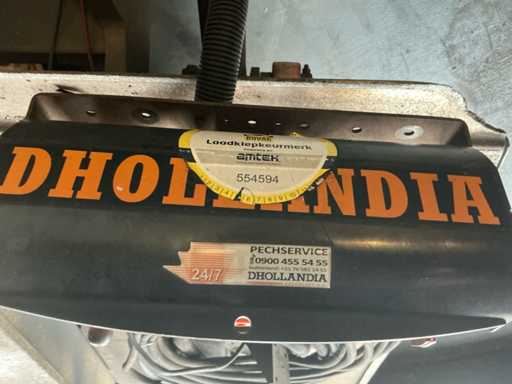 BOVAG
Laadklepkeurmerk
amtek
554594
DHOLLANDIA
PECHSERVICE
0900 455 54 55
24/7
DHOLLANDIA